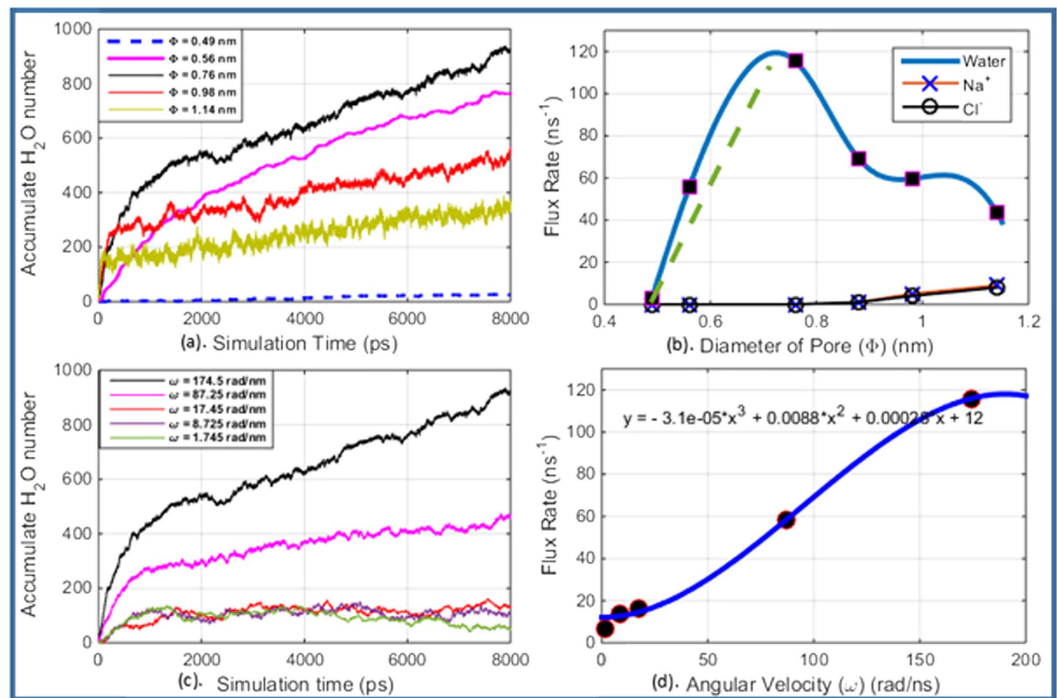 1000
800
600
400
200
0
Accumulate H2O number
Φ = 0.49 nm
Φ = 0.56 nm
Φ = 0.76 nm
Φ = 0.98 nm
Φ = 1.14 nm
0 2000 4000 6000 8000
(a). Simulation Time (ps)
120
100
80
60
40
20
0
Flux Rate (ns-1)
Water
Na+
Cl-
0.4 0.6 0.8 1 1.2
(b). Diameter of Pore (Φ) (nm)
1000
800
600
400
200
0
Accumulate H2O number
ω = 174.5 rad/nm
ω = 87.25 rad/nm
ω = 17.45 rad/nm
ω = 8.725 rad/nm
ω = 1.745 rad/nm
0 2000 4000 6000 8000
(c). Simulation time (ps)
120
100
80
60
40
20
0
Flux Rate (ns-1)
y = - 3.1e-05*x3 + 0.0088*x2 + 0.00028*x + 12
0 50 100 150 200
(d). Angular Velocity (ω) (rad/ns)